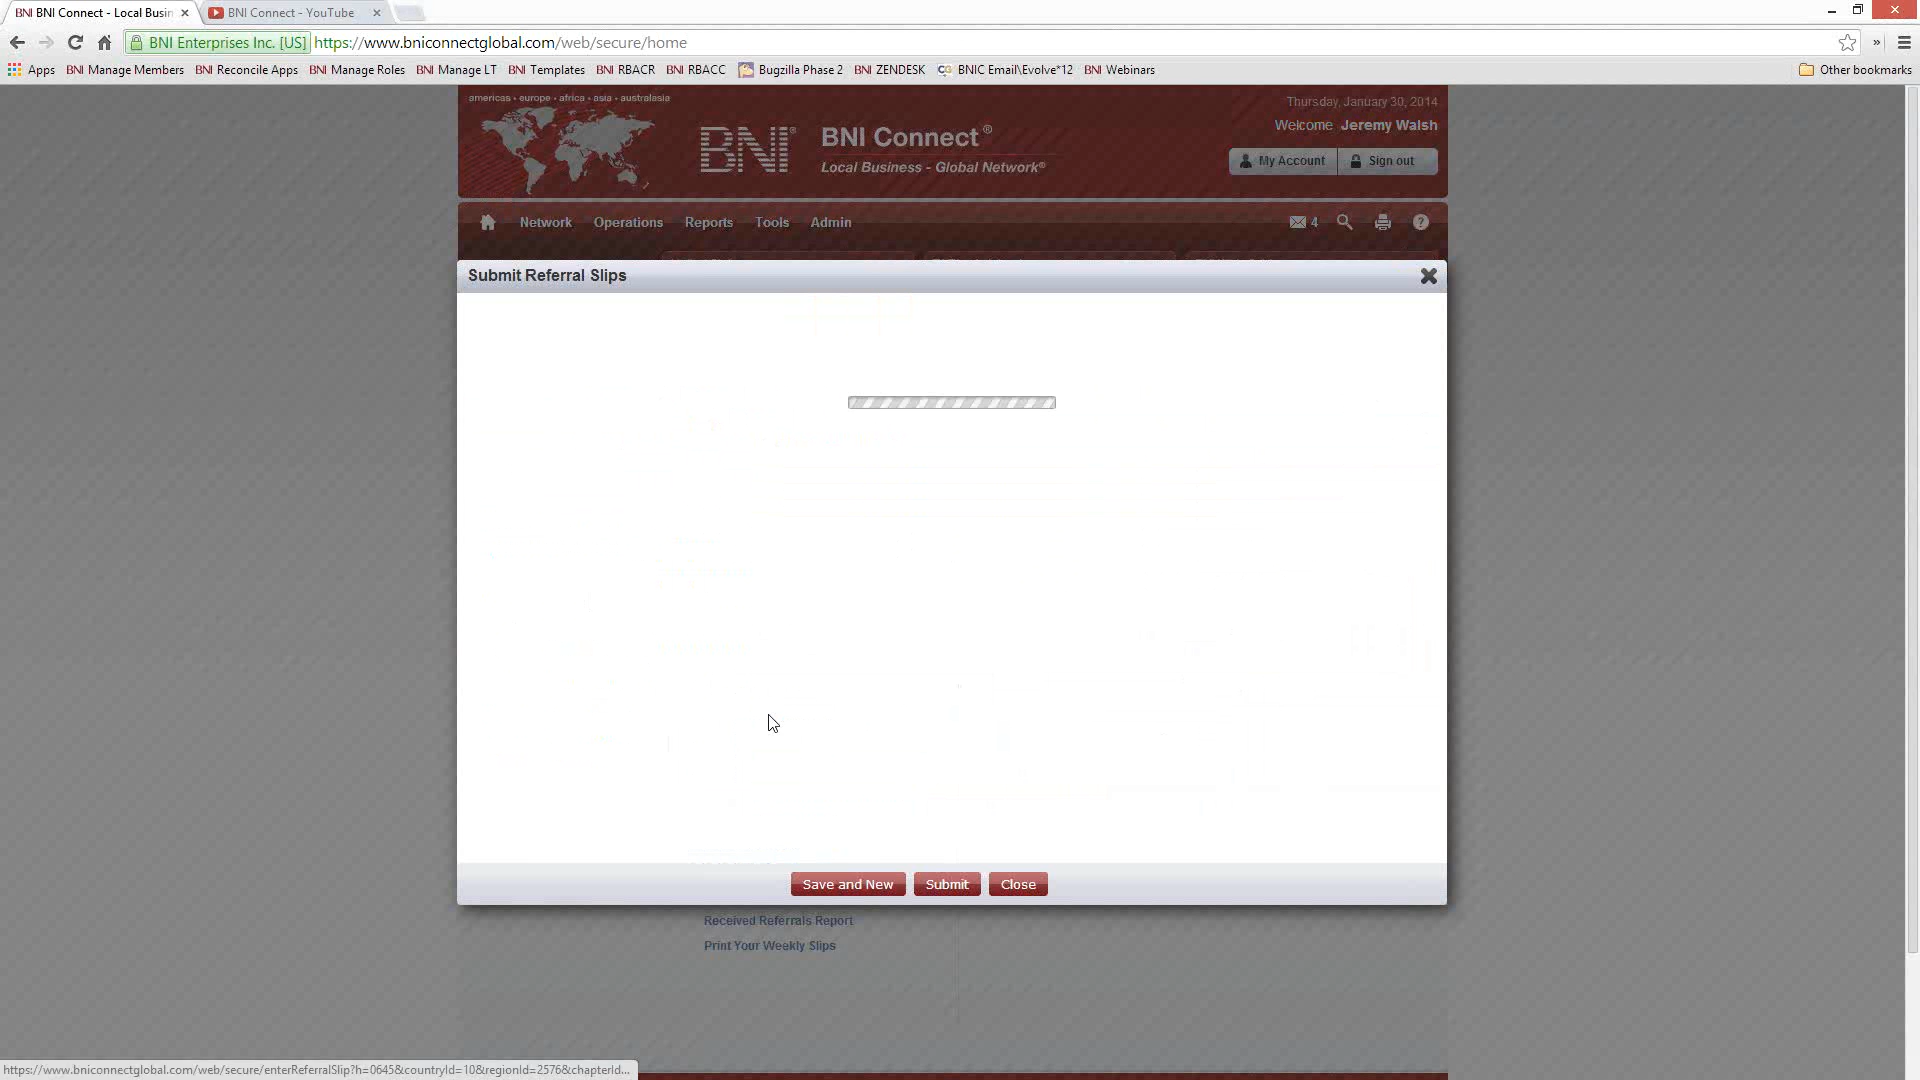 BNI BNI Connect - Local Busin
BNI Connect - YouTube
BNI Enterprises Inc. [US] https://www.bniconnectglobal.com/web/secure/home
Apps BNI Manage Members BNI Reconcile Apps BNI Manage Roles BNI Manage LT BNI Templates BNI RBACR BNI RBACC Bugzilla Phase 2 BNI ZENDESK CG BNIC Email\Evolve*12 BNI Webinars » Other bookmarks
americas • europe • africa • asia • australasia
Thursday, January 30, 2014
BNI® BNI Connect®
Local Business - Global Network®
Welcome Jeremy Walsh
My Account Sign out
Network Operations Reports Tools Admin 4 ?
Submit Referral Slips
Save and New Submit Close
Received Referrals Report
Print Your Weekly Slips
https://www.bniconnectglobal.com/web/secure/enterReferralSlip?h=0645&countryId=10&regionId=2576&chapterId...